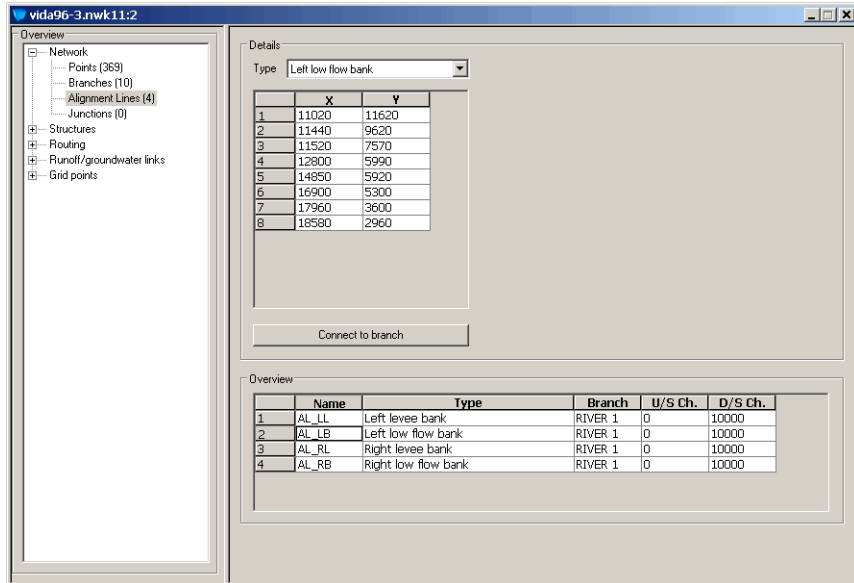 vida96-3.nwk11:2
Overview
Network
Points (369)
Branches (10)
Alignment Lines (4)
Junctions (0)
Structures
Routing
Runoff/groundwater links
Grid points
Details
Type Left low flow bank
X Y
1 11020 11620
2 11440 9620
3 11520 7570
4 12800 5990
5 14850 5920
6 16900 5300
7 17960 3600
8 18580 2960
Connect to branch
Overview
Name Type Branch U/S Ch. D/S Ch.
1 AL_LL Left levee bank RIVER 1 0 10000
2 AL_LB Left low flow bank RIVER 1 0 10000
3 AL_RL Right levee bank RIVER 1 0 10000
4 AL_RB Right low flow bank RIVER 1 0 10000